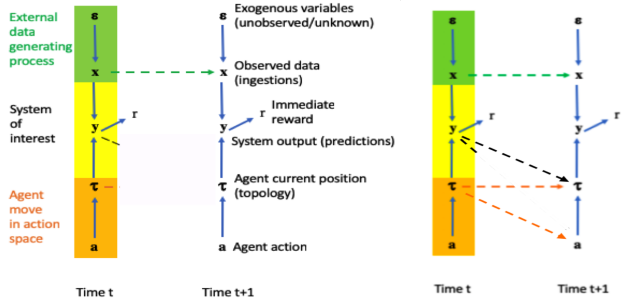 External
data
generating
process
System
of
interest
Agent
move
in action
space
ε
x
y
r
τ
a
Time t
ε
x
y
r
τ
a
Time t+1
Exogenous variables
(unobserved/unknown)
Observed data
(ingestions)
Immediate
reward
System output (predictions)
Agent current position
(topology)
Agent action
ε
x
y
r
τ
a
Time t
ε
x
y
r
τ
a
Time t+1